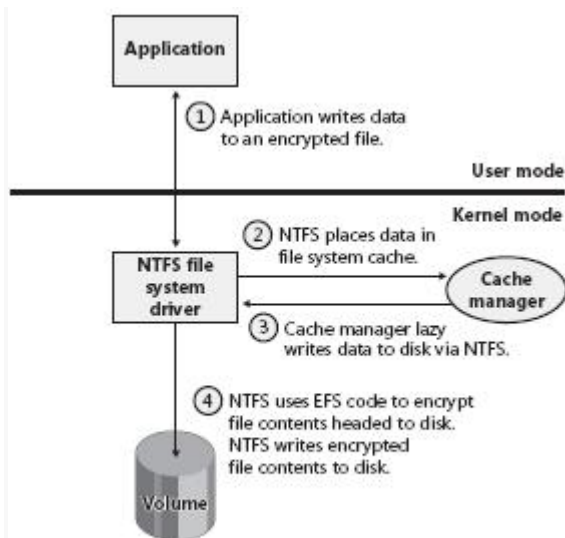 Application
1 Application writes data
to an encrypted file.
User mode
Kernel mode
2 NTFS places data in
file system cache.
NTFS file
system
driver
Cache
manager
3 Cache manager lazy
writes data to disk via NTFS.
4 NTFS uses EFS code to encrypt
file contents headed to disk.
NTFS writes encrypted
file contents to disk.
Volume